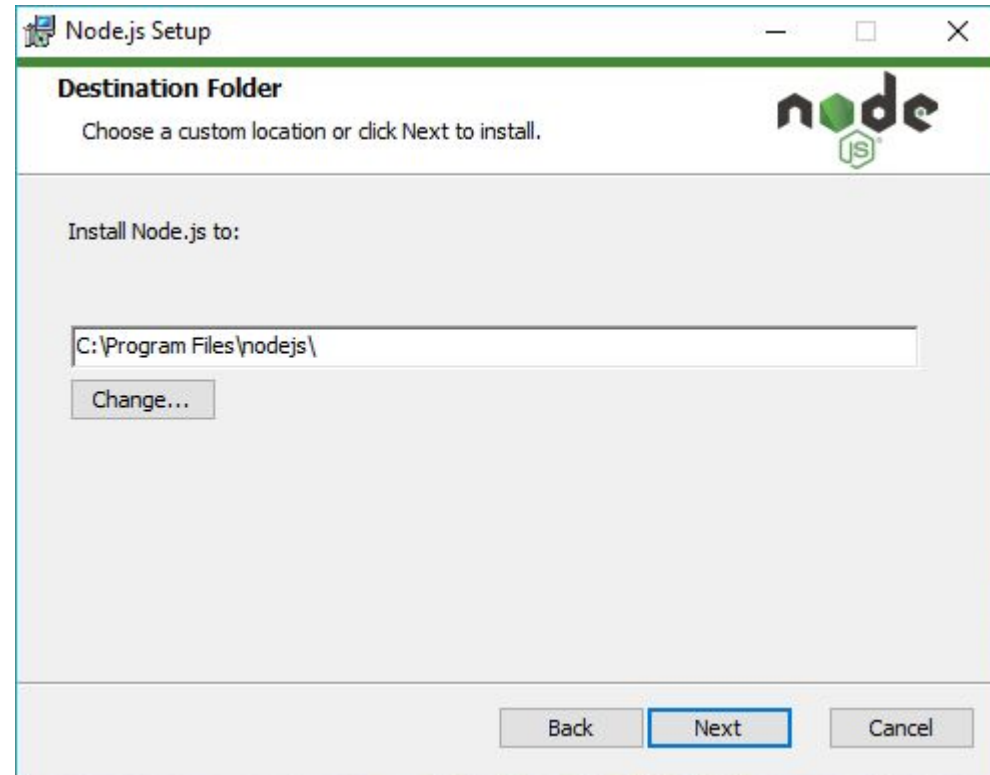 Node.js Setup
Destination Folder
Choose a custom location or click Next to install.
node
JS
Install Node.js to:
C:\Program Files\nodejs\
Change...
Back Next Cancel